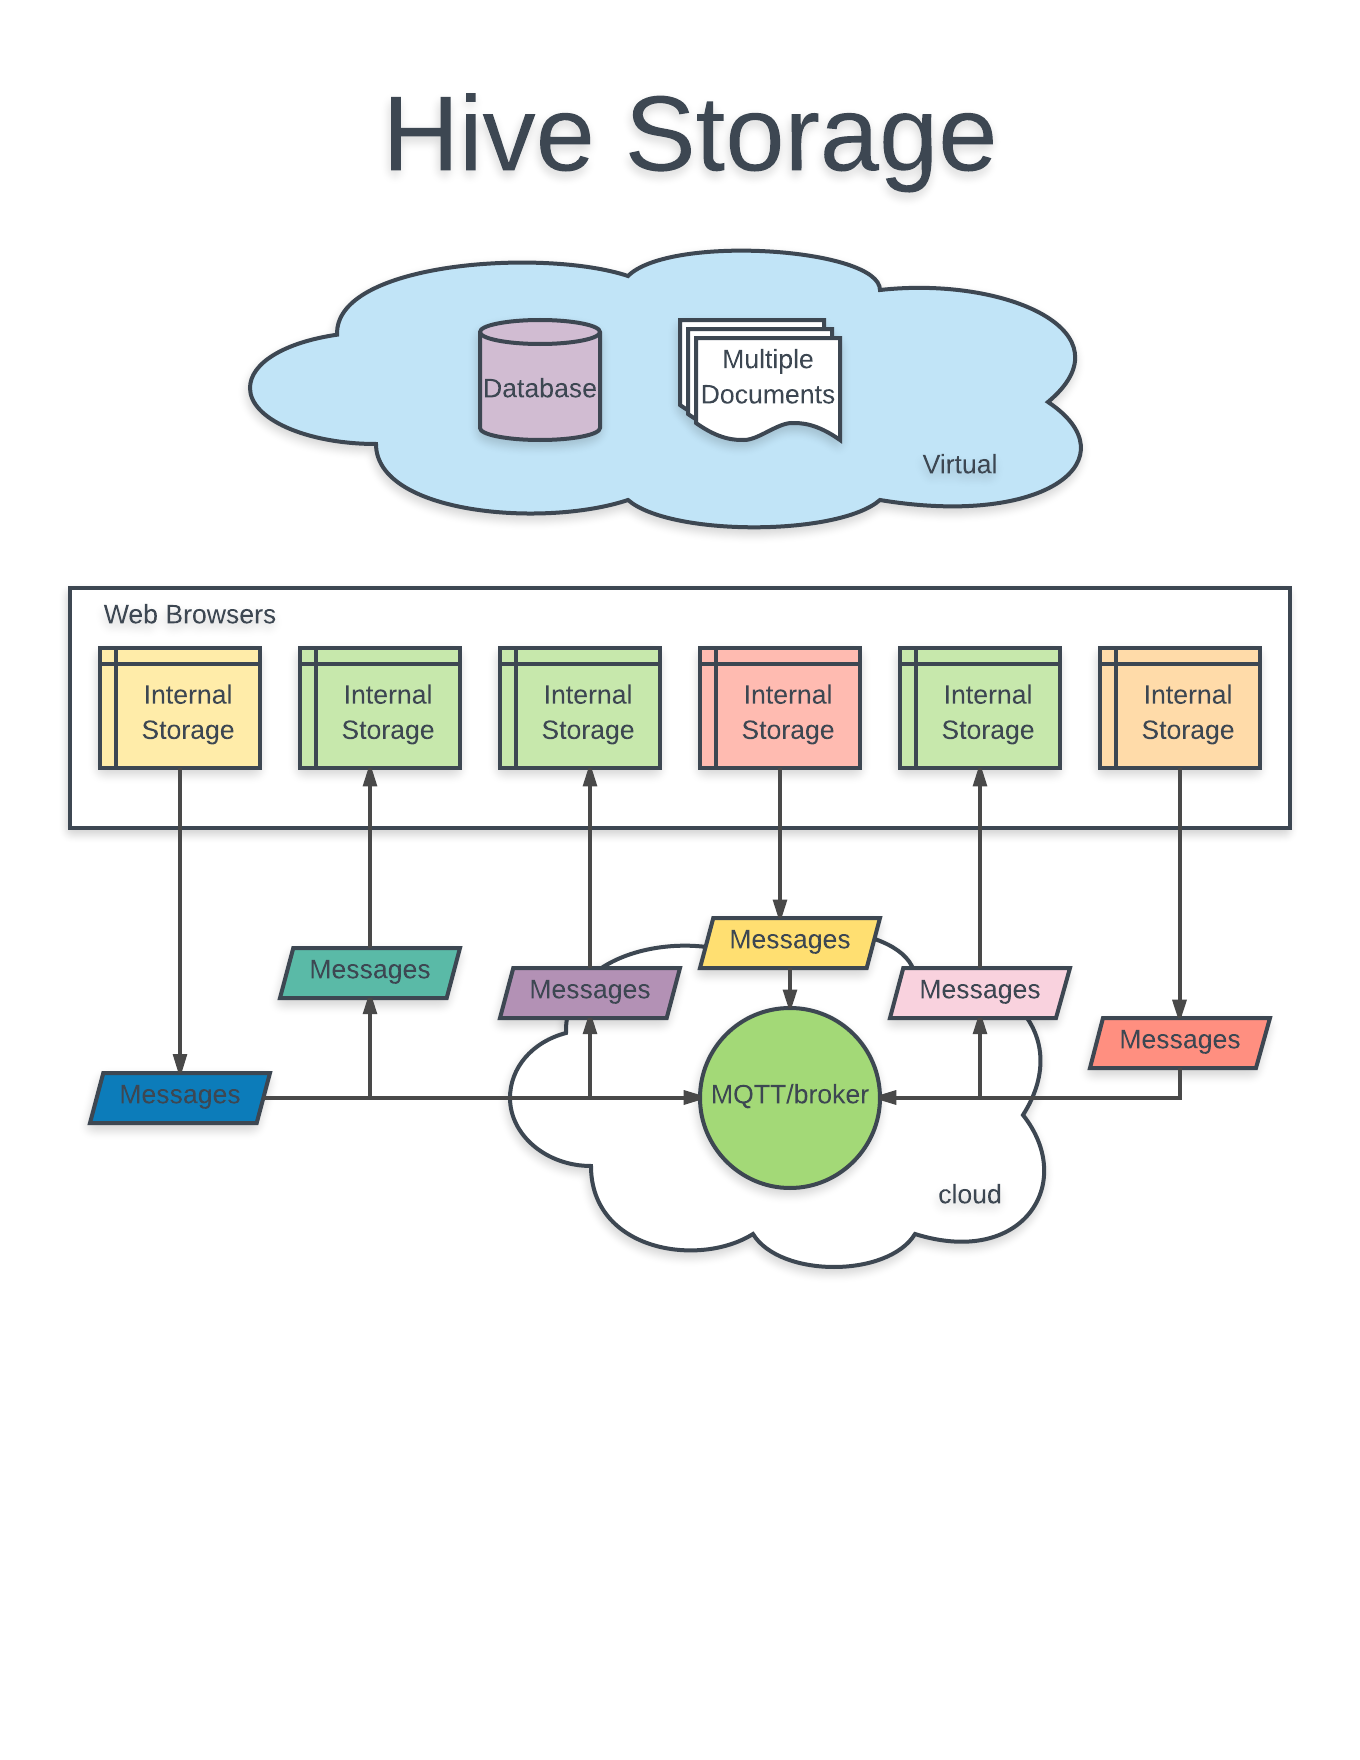 Hive Storage
Database
Multiple
Documents
Virtual
Web Browsers
Internal
Storage
Internal
Storage
Internal
Storage
Internal
Storage
Internal
Storage
Internal
Storage
Messages
Messages
Messages
Messages
Messages
Messages
MQTT/broker
cloud